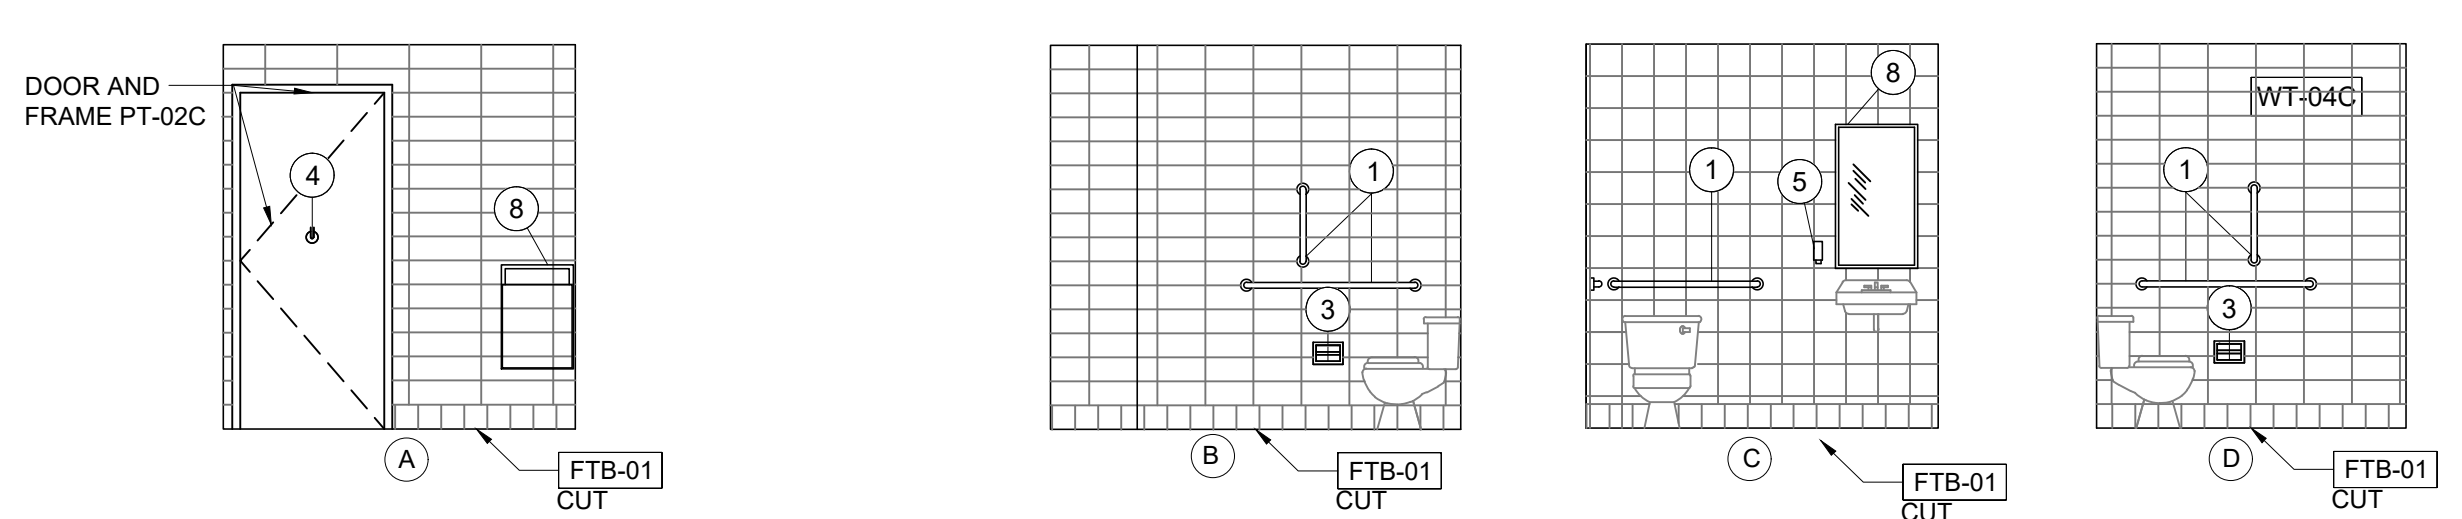 DOOR AND
FRAME PT-02C
4
8
A
FTB-01
CUT
1
3
B
FTB-01
CUT
8
1
5
C
FTB-01
CUT
WT-04C
1
3
D
FTB-01
CUT